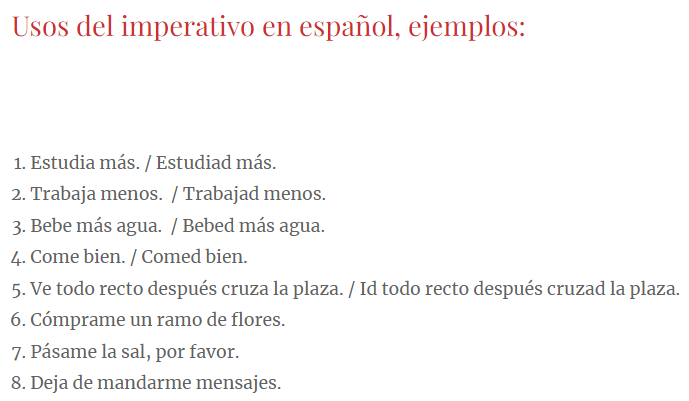 Usos del imperativo en español, ejemplos:
1. Estudia más. / Estudiad más.
2. Trabaja menos.  / Trabajad menos.
3. Bebe más agua.  / Bebed más agua.
4. Come bien. / Comed bien.
5. Ve todo recto después cruza la plaza. / Id todo recto después cruzad la plaza.
6. Cómprame un ramo de flores.
7. Pásame la sal, por favor.
8. Deja de mandarme mensajes.